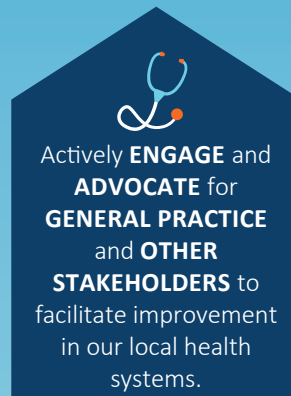 Actively ENGAGE and
ADVOCATE for
GENERAL PRACTICE
and OTHER
STAKEHOLDERS to
facilitate improvement
in our local health
systems.